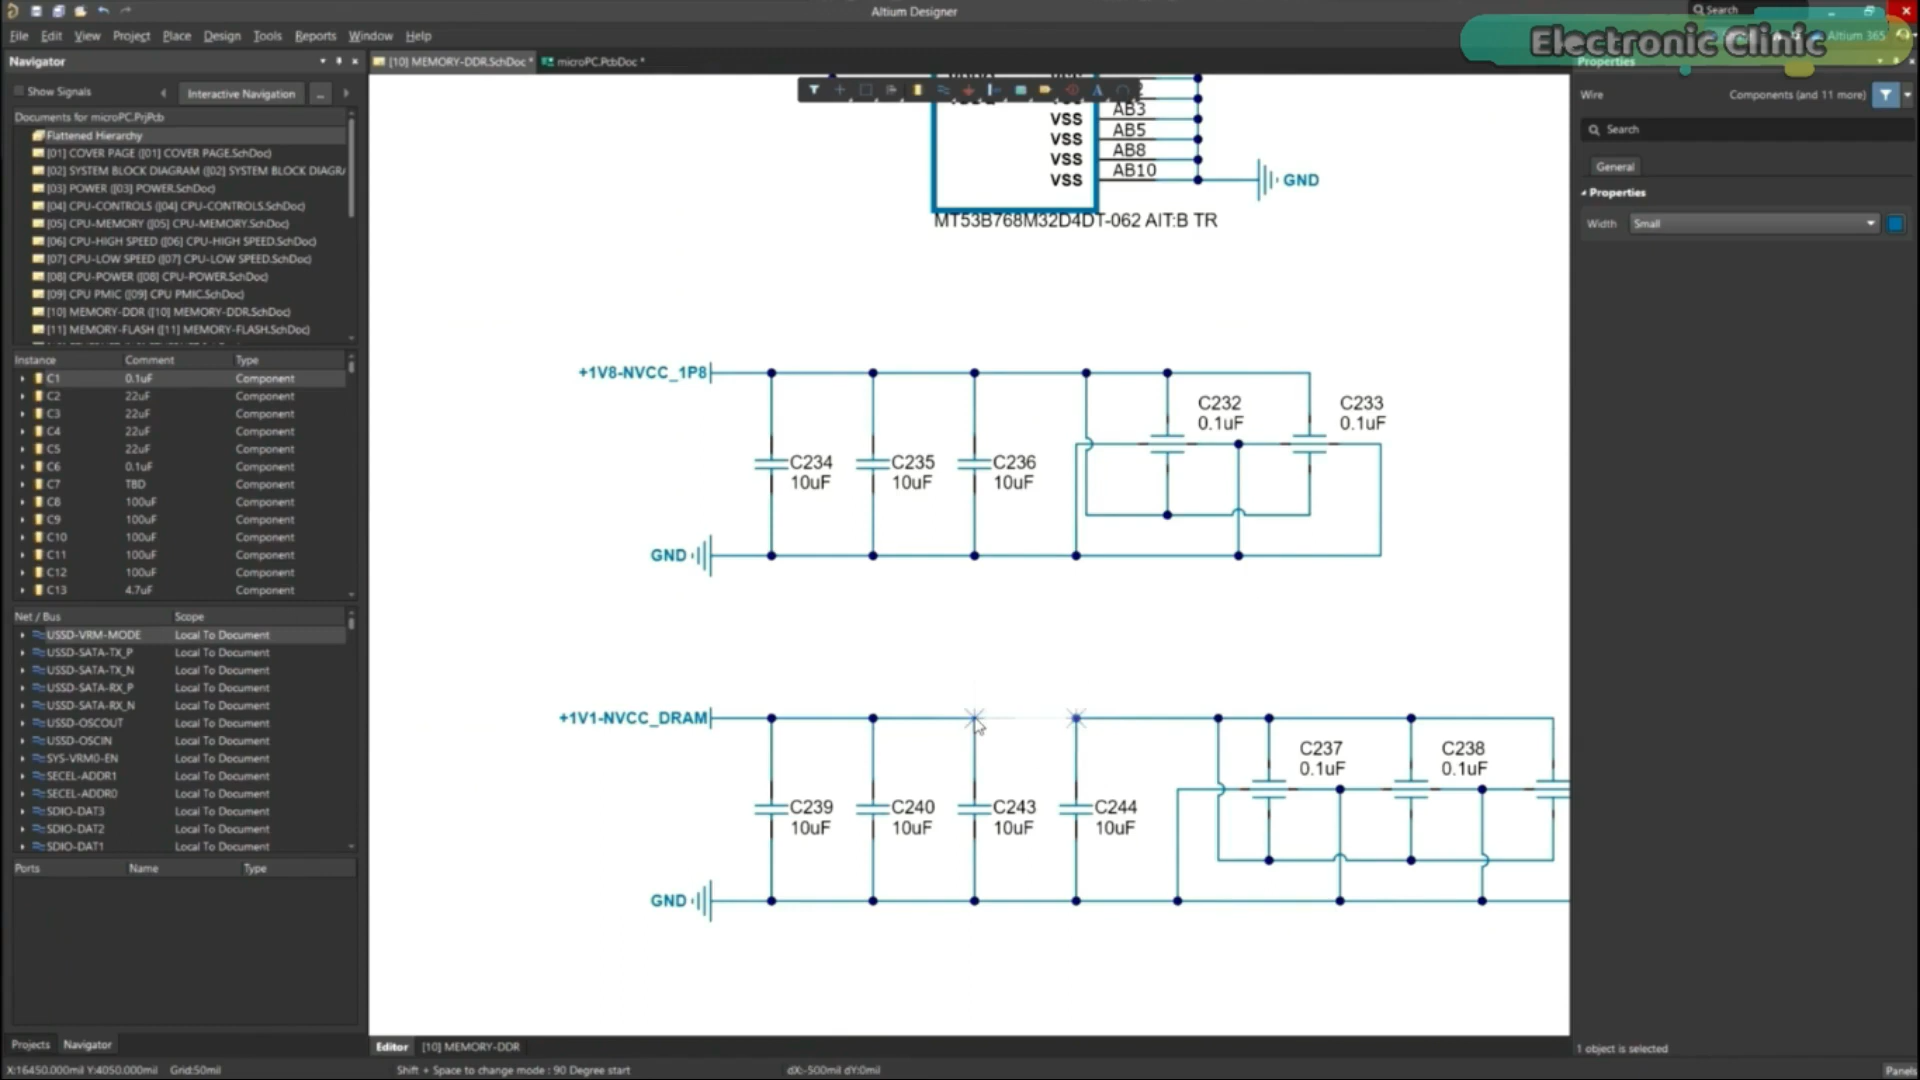 Altium Designer
Search
Electronic Clinic
Altium 365
File Edit View Project Place Design Tools Reports Window Help
Navigator
[10] MEMORY-DDR.SchDoc *
microPC.PcbDoc *
Properties
Show Signals
Interactive Navigation
...
Wire
Components (and 11 more)
Documents for microPC.PrjPcb
Search
Flattened Hierarchy
[01] COVER PAGE ([01] COVER PAGE.SchDoc)
General
[02] SYSTEM BLOCK DIAGRAM ([02] SYSTEM BLOCK DIAGRA
[03] POWER ([03] POWER.SchDoc)
Properties
[04] CPU-CONTROLS ([04] CPU-CONTROLS.SchDoc)
[05] CPU-MEMORY ([05] CPU-MEMORY.SchDoc)
Width Small
[06] CPU-HIGH SPEED ([06] CPU-HIGH SPEED.SchDoc)
[07] CPU-LOW SPEED ([07] CPU-LOW SPEED.SchDoc)
[08] CPU-POWER ([08] CPU-POWER.SchDoc)
[09] CPU PMIC ([09] CPU PMIC.SchDoc)
[10] MEMORY-DDR ([10] MEMORY-DDR.SchDoc)
[11] MEMORY-FLASH ([11] MEMORY-FLASH.SchDoc)
Instance Comment Type
C1 0.1uF Component
C2 22uF Component
C3 22uF Component
C4 22uF Component
C5 22uF Component
C6 0.1uF Component
C7 TBD Component
C8 100uF Component
C9 100uF Component
C10 100uF Component
C11 100uF Component
C12 100uF Component
C13 4.7uF Component
Net / Bus Scope
USSD-VRM-MODE Local To Document
USSD-SATA-TX_P Local To Document
USSD-SATA-TX_N Local To Document
USSD-SATA-RX_P Local To Document
USSD-SATA-RX_N Local To Document
USSD-OSCOUT Local To Document
USSD-OSCIN Local To Document
SYS-VRM0-EN Local To Document
SECEL-ADDR1 Local To Document
SECEL-ADDR0 Local To Document
SDIO-DAT3 Local To Document
SDIO-DAT2 Local To Document
SDIO-DAT1 Local To Document
Ports Name Type
VSS AB3
VSS AB5
VSS AB8
VSS AB10
GND
MT53B768M32D4DT-062 AIT:B TR
+1V8-NVCC_1P8
C232
0.1uF
C233
0.1uF
C234
10uF
C235
10uF
C236
10uF
GND
+1V1-NVCC_DRAM
C237
0.1uF
C238
0.1uF
C239
10uF
C240
10uF
C243
10uF
C244
10uF
GND
Projects Navigator
Editor [10] MEMORY-DDR
1 object is selected
X:16450.000mil Y:4050.000mil Grid:50mil
Shift + Space to change mode : 90 Degree start
dX:-500mil dY:0mil
Panels